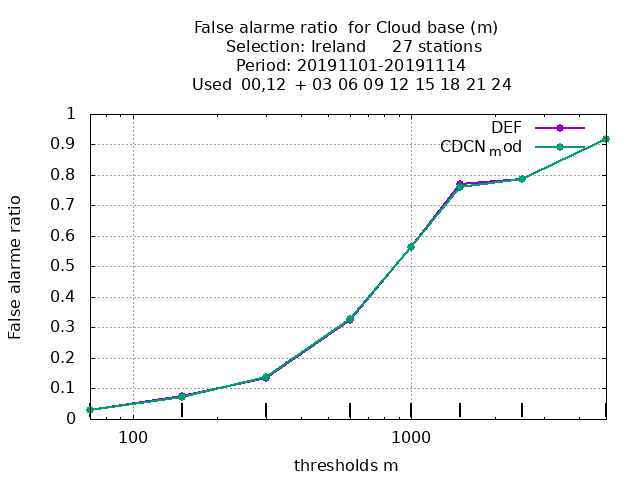 False alarme ratio  for Cloud base (m)
Selection: Ireland     27 stations
Period: 20191101-20191114
Used  00,12  + 03 06 09 12 15 18 21 24
DEF
CDCNmod
1
0.9
0.8
0.7
0.6
0.5
0.4
0.3
0.2
0.1
0
False alarme ratio
100
1000
thresholds m